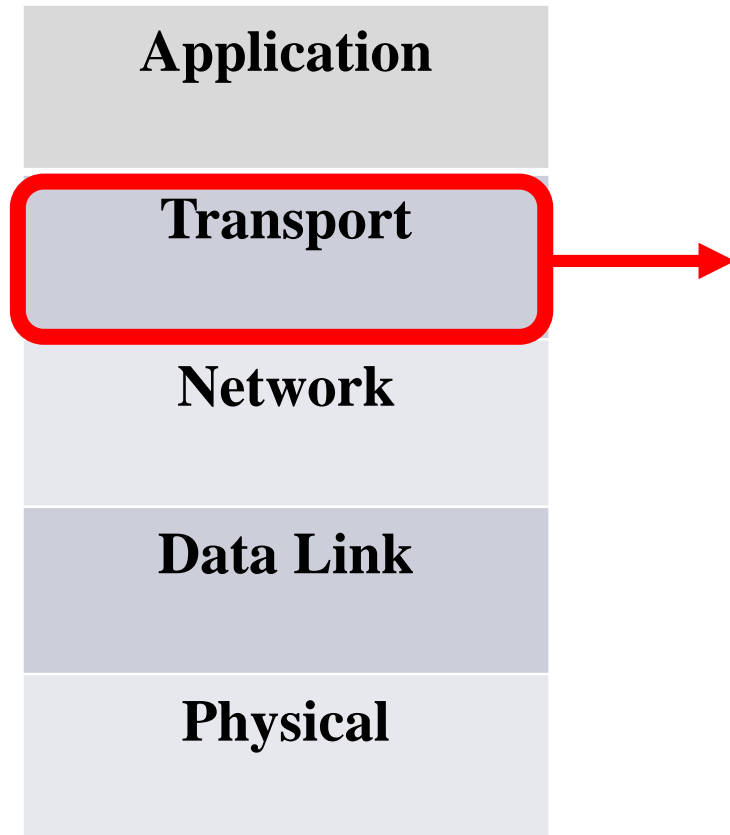 Application
Transport
Network
Data Link
Physical